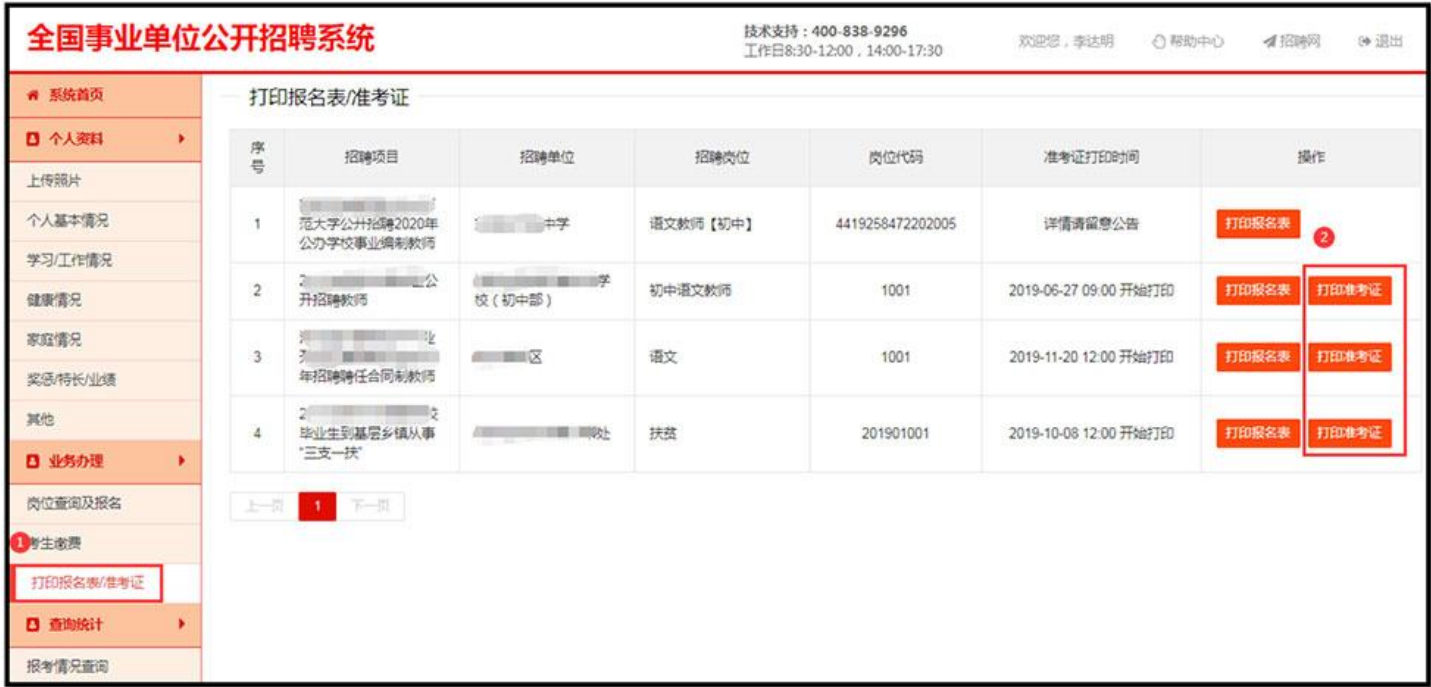 全国事业单位公开招聘系统
技术支持：400-838-9296
工作日8:30-12:00，14:00-17:30
欢迎您，李达明
帮助中心
招聘网
退出
系统首页
个人资料
上传照片
个人基本情况
学习/工作情况
健康情况
家庭情况
奖惩/特长/业绩
其他
业务办理
岗位查询及报名
1
考生缴费
打印报名表/准考证
查询统计
报考情况查询
打印报名表/准考证
序号 招聘项目 招聘单位 招聘岗位 岗位代码 准考证打印时间 操作
1
范大学公开招聘2020年
公办学校事业编制教师
中学
语文教师【初中】
4419258472202005
详情请留意公告
打印报名表
2
2
公
开招聘教师
学
校（初中部）
初中语文教师
1001
2019-06-27 09:00 开始打印
打印报名表
打印准考证
3
业
年招聘聘任合同制教师
区
语文
1001
2019-11-20 12:00 开始打印
打印报名表
打印准考证
4
毕业生到基层乡镇从事
“三支一扶”
处
扶贫
201901001
2019-10-08 12:00 开始打印
打印报名表
打印准考证
上一页 1 下一页